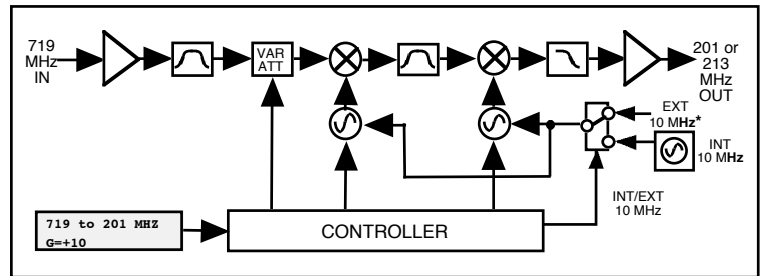 719
MHz
IN
VAR
ATT
201 or
213
MHz
OUT
EXT
10 MHz*
INT
10 MHz
INT/EXT
10 MHz
719 to 201 MHZ
G=+10
CONTROLLER